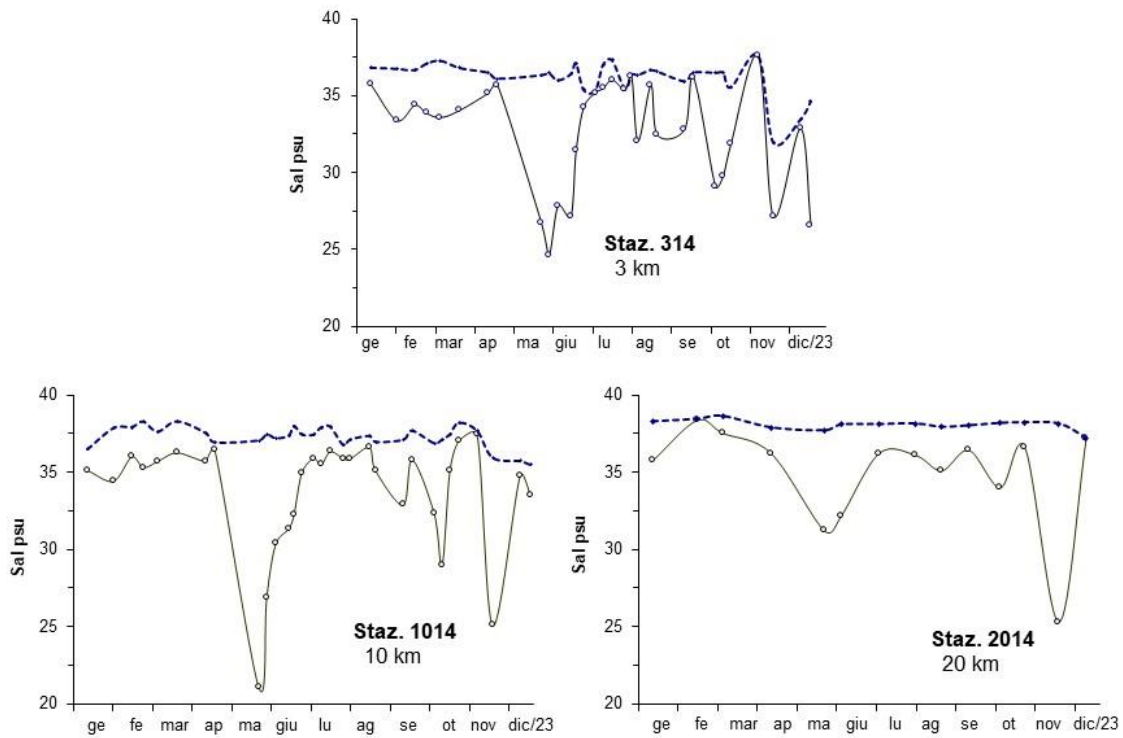 40
35
30
25
20
Sal psu
Staz. 314
3 km
ge fe mar ap ma giu lu ag se ot nov dic/23
40
35
30
25
20
Sal psu
Staz. 1014
10 km
ge fe mar ap ma giu lu ag se ot nov dic/23
40
35
30
25
20
Sal psu
Staz. 2014
20 km
ge fe mar ap ma giu lu ag se ot nov dic/23